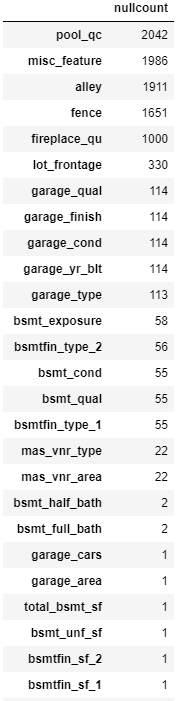 nullcount
pool_qc 2042
misc_feature 1986
alley 1911
fence 1651
fireplace_qu 1000
lot_frontage 330
garage_qual 114
garage_finish 114
garage_cond 114
garage_yr_blt 114
garage_type 113
bsmt_exposure 58
bsmtfin_type_2 56
bsmt_cond 55
bsmt_qual 55
bsmtfin_type_1 55
mas_vnr_type 22
mas_vnr_area 22
bsmt_half_bath 2
bsmt_full_bath 2
garage_cars 1
garage_area 1
total_bsmt_sf 1
bsmt_unf_sf 1
bsmtfin_sf_2 1
bsmtfin_sf_1 1